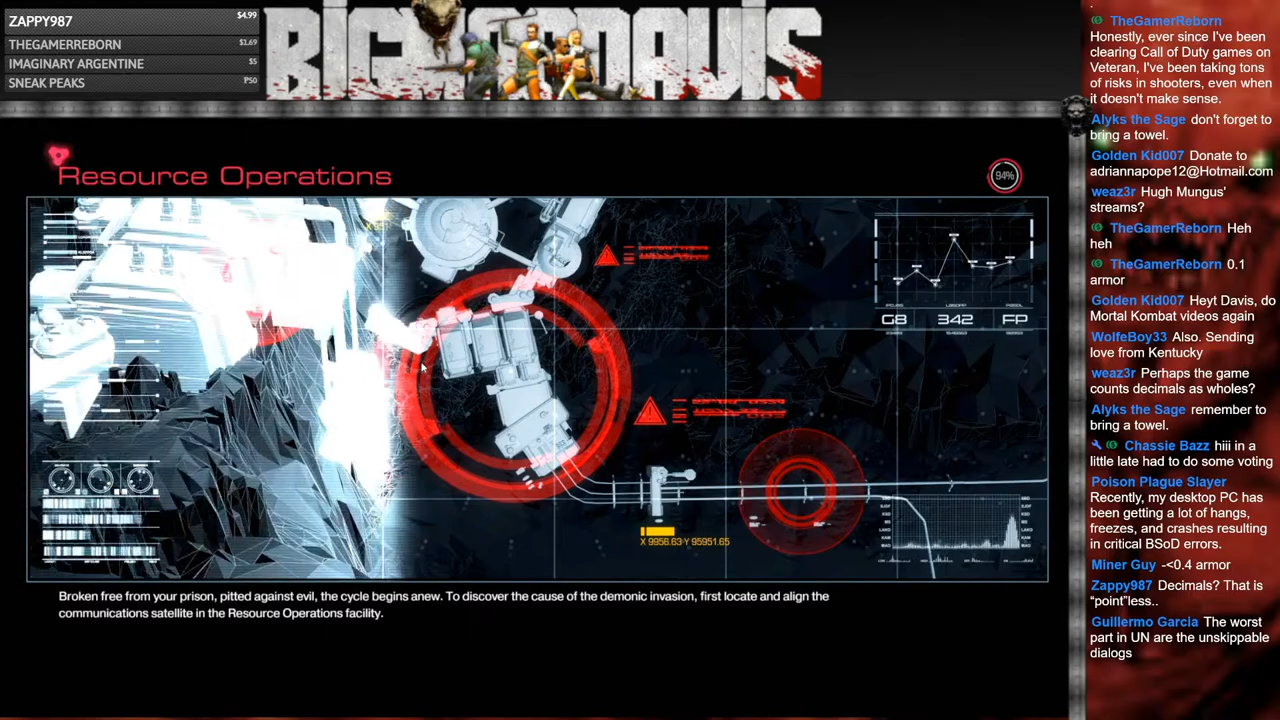 ZAPPY987 $4.99
THEGAMERREBORN $1.69
IMAGINARY ARGENTINE $5
SNEAK PEAKS ₱50
BIGMACDAVIS
Resource Operations
94%
G8 342 FP
X 9956.63 Y 95951.65
Broken free from your prison, pitted against evil, the cycle begins anew. To discover the cause of the demonic invasion, first locate and align the
communications satellite in the Resource Operations facility.
TheGamerReborn
Honestly, ever since I've been
clearing Call of Duty games on
Veteran, I've been taking tons
of risks in shooters, even when
it doesn't make sense.
Alyks the Sage don't forget to
bring a towel.
Golden Kid007 Donate to
adriannapope12@Hotmail.com
weaz3r Hugh Mungus'
streams?
TheGamerReborn Heh
heh
TheGamerReborn 0.1
armor
Golden Kid007 Heyt Davis, do
Mortal Kombat videos again
WolfeBoy33 Also. Sending
love from Kentucky
weaz3r Perhaps the game
counts decimals as wholes?
Alyks the Sage remember to
bring a towel.
Chassie Bazz hiii in a
little late had to do some voting
Poison Plague Slayer
Recently, my desktop PC has
been getting a lot of hangs,
freezes, and crashes resulting
in critical BSoD errors.
Miner Guy -<0.4 armor
Zappy987 Decimals? That is
“point”less..
Guillermo Garcia The worst
part in UN are the unskippable
dialogs